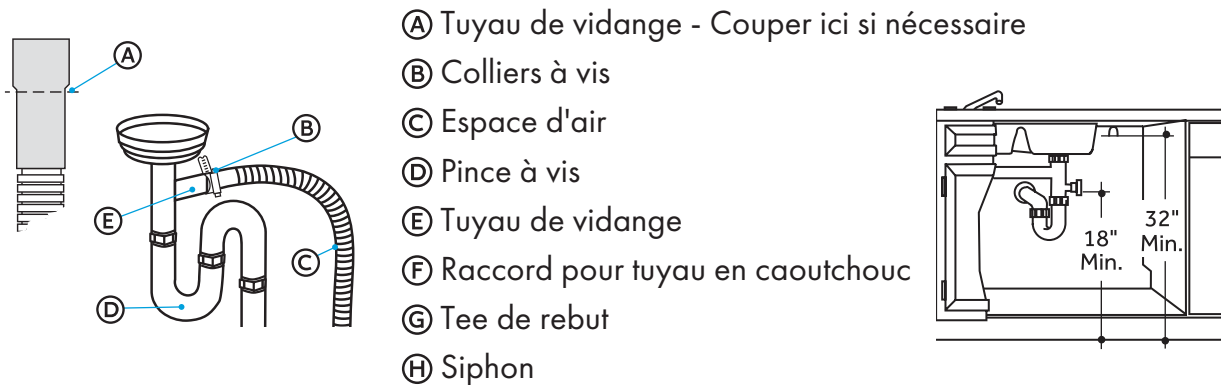 Ⓐ Tuyau de vidange - Couper ici si nécessaire
Ⓑ Colliers à vis
Ⓒ Espace d'air
Ⓓ Pince à vis
Ⓔ Tuyau de vidange
Ⓕ Raccord pour tuyau en caoutchouc
Ⓖ Tee de rebut
Ⓗ Siphon
Ⓐ
Ⓑ
Ⓔ
Ⓒ
Ⓓ
18"
Min.
32"
Min.